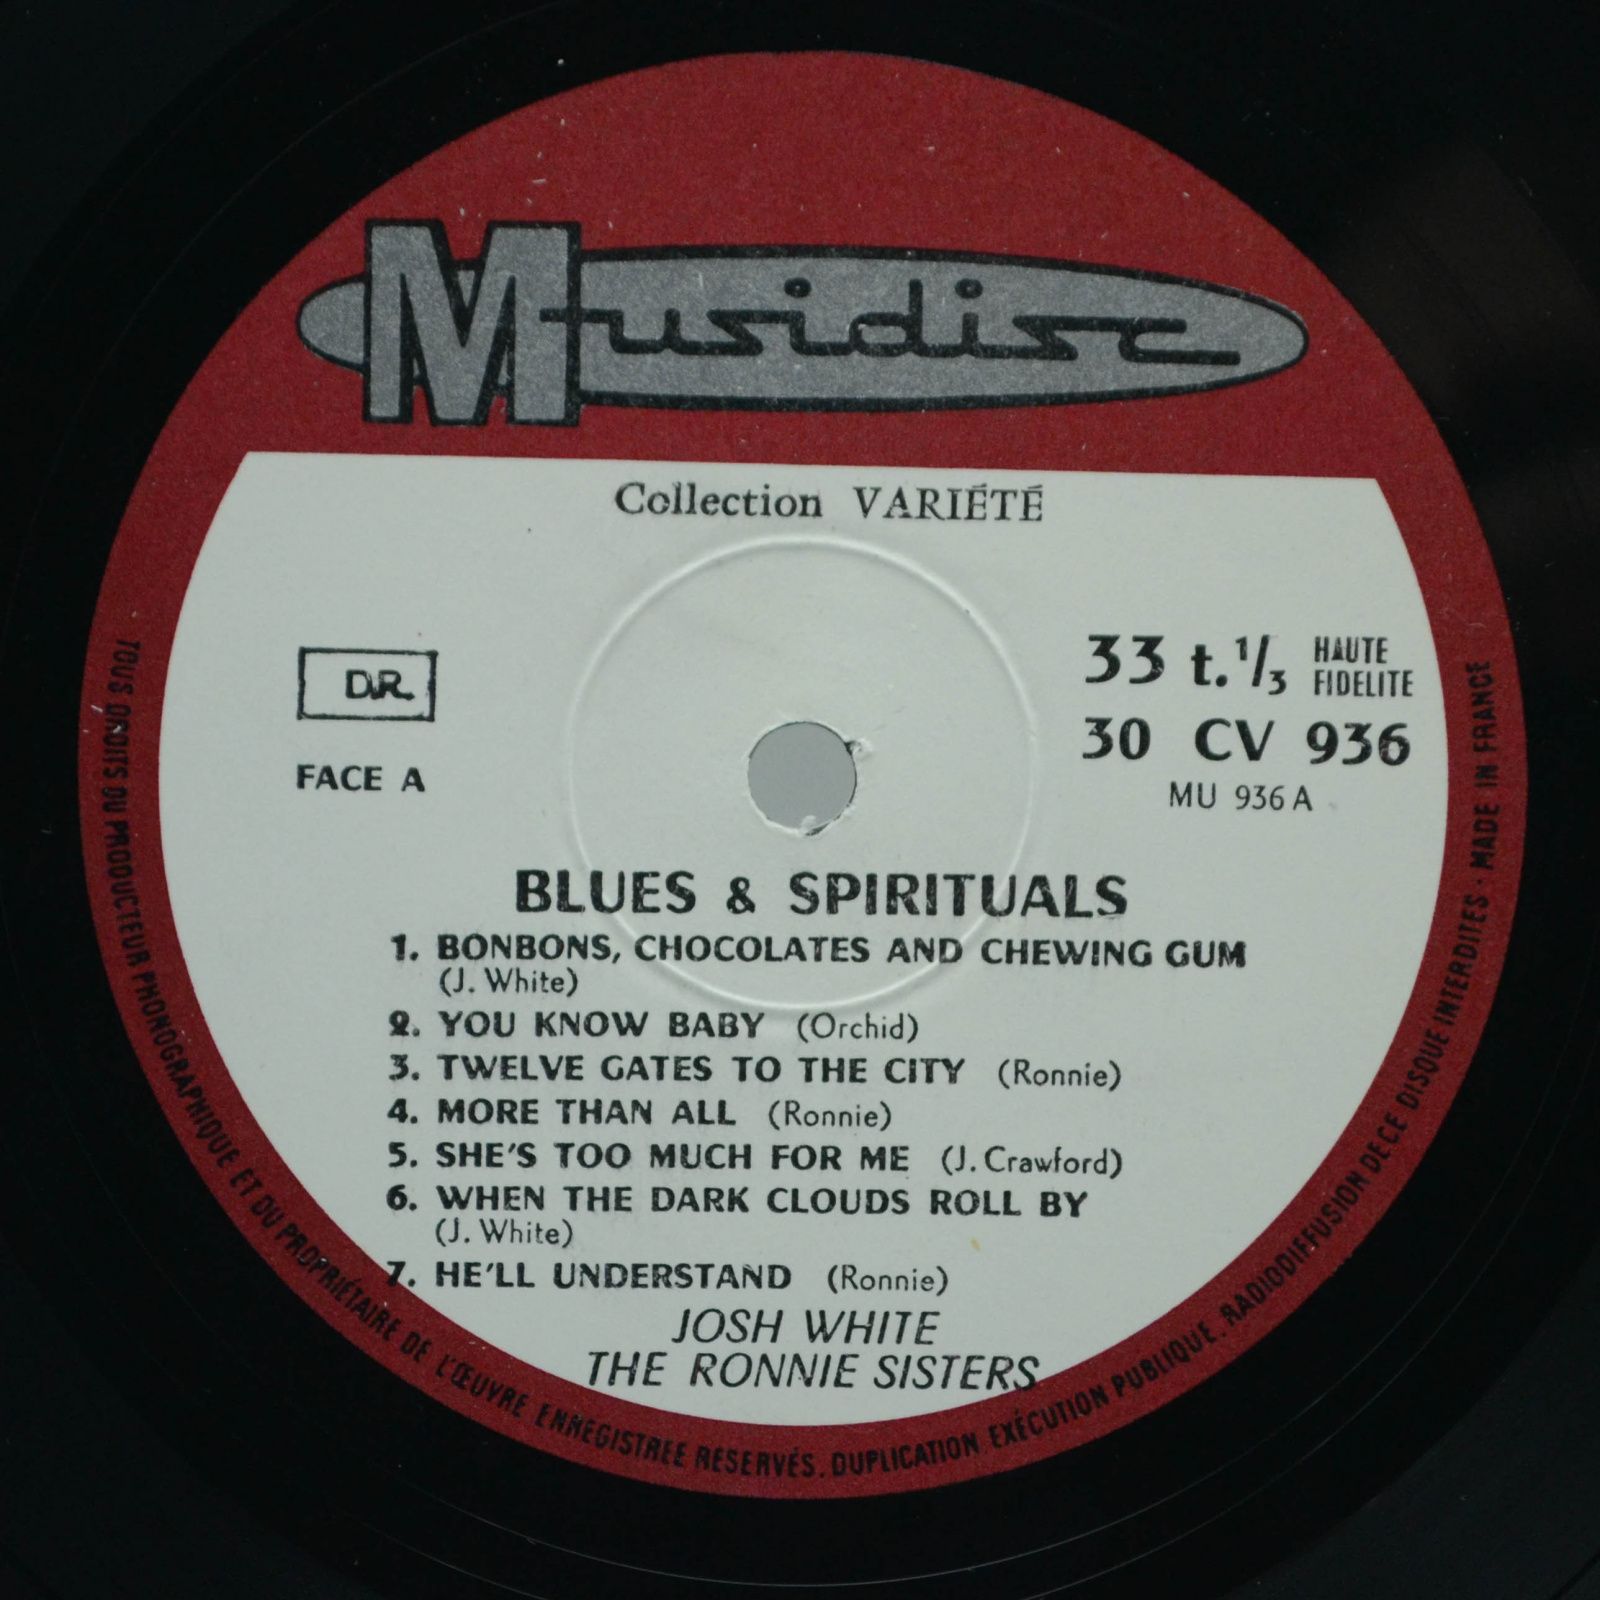 Musidisc
Collection VARIÉTÉ
D.R.
FACE A
33 t. 1/3 HAUTE
FIDELITE
30 CV 936
MU 936 A
BLUES & SPIRITUALS
1. BONBONS, CHOCOLATES AND CHEWING GUM
(J. White)
2. YOU KNOW BABY (Orchid)
3. TWELVE GATES TO THE CITY (Ronnie)
4. MORE THAN ALL (Ronnie)
5. SHE'S TOO MUCH FOR ME (J. Crawford)
6. WHEN THE DARK CLOUDS ROLL BY
(J. White)
7. HE'LL UNDERSTAND (Ronnie)
JOSH WHITE
THE RONNIE SISTERS
TOUS DROITS DU PRODUCTEUR PHONOGRAPHIQUE ET DU PROPRIÉTAIRE DE L'ŒUVRE ENREGISTREE RESERVÉS. DUPLICATION EXÉCUTION PUBLIQUE. RADIODIFFUSION DE CE DISQUE INTERDITES · MADE IN FRANCE